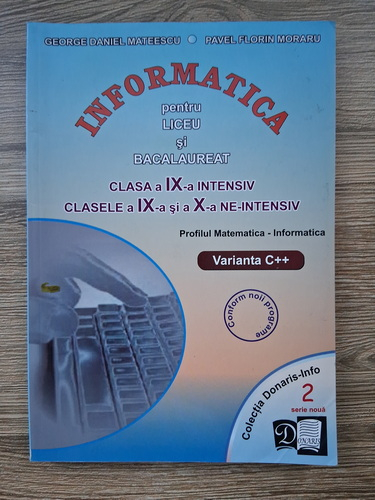 GEORGE DANIEL MATEESCU • PAVEL FLORIN MORARU
INFORMATICA
pentru
LICEU
și
BACALAUREAT
CLASA a IX-a INTENSIV
CLASELE a IX-a și a X-a NE-INTENSIV
Profilul Matematica - Informatica
Varianta C++
Conform noii programe
Colecția Donaris-Info
2
serie nouă
D
DONARIS